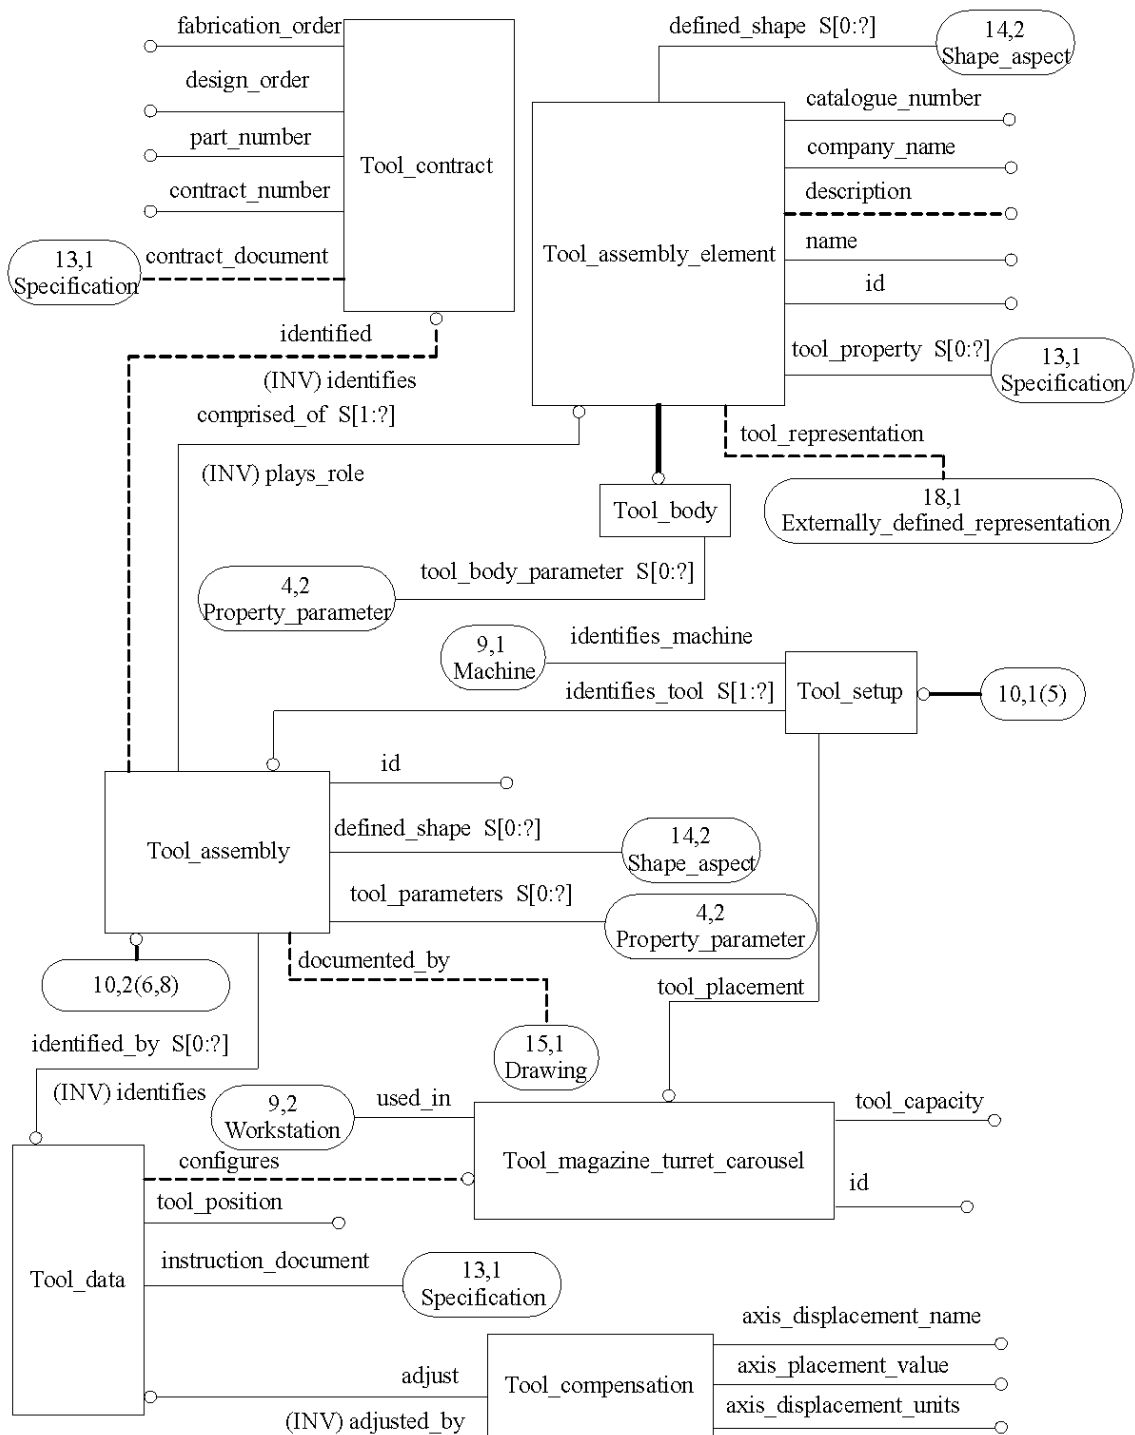 fabrication_order
design_order
part_number
contract_number
contract_document
13,1
Specification
Tool_contract
identified
(INV) identifies
defined_shape S[0:?]
14,2
Shape_aspect
catalogue_number
company_name
description
name
id
Tool_assembly_element
tool_property S[0:?]
13,1
Specification
comprised_of S[1:?]
(INV) plays_role
tool_representation
18,1
Externally_defined_representation
Tool_body
tool_body_parameter S[0:?]
4,2
Property_parameter
identifies_machine
9,1
Machine
identifies_tool S[1:?]
Tool_setup
10,1(5)
id
Tool_assembly
defined_shape S[0:?]
14,2
Shape_aspect
tool_parameters S[0:?]
4,2
Property_parameter
10,2(6,8)
documented_by
15,1
Drawing
tool_placement
identified_by S[0:?]
(INV) identifies
9,2
Workstation
used_in
Tool_magazine_turret_carousel
tool_capacity
id
configures
tool_position
instruction_document
13,1
Specification
Tool_data
adjust
(INV) adjusted_by
Tool_compensation
axis_displacement_name
axis_placement_value
axis_displacement_units